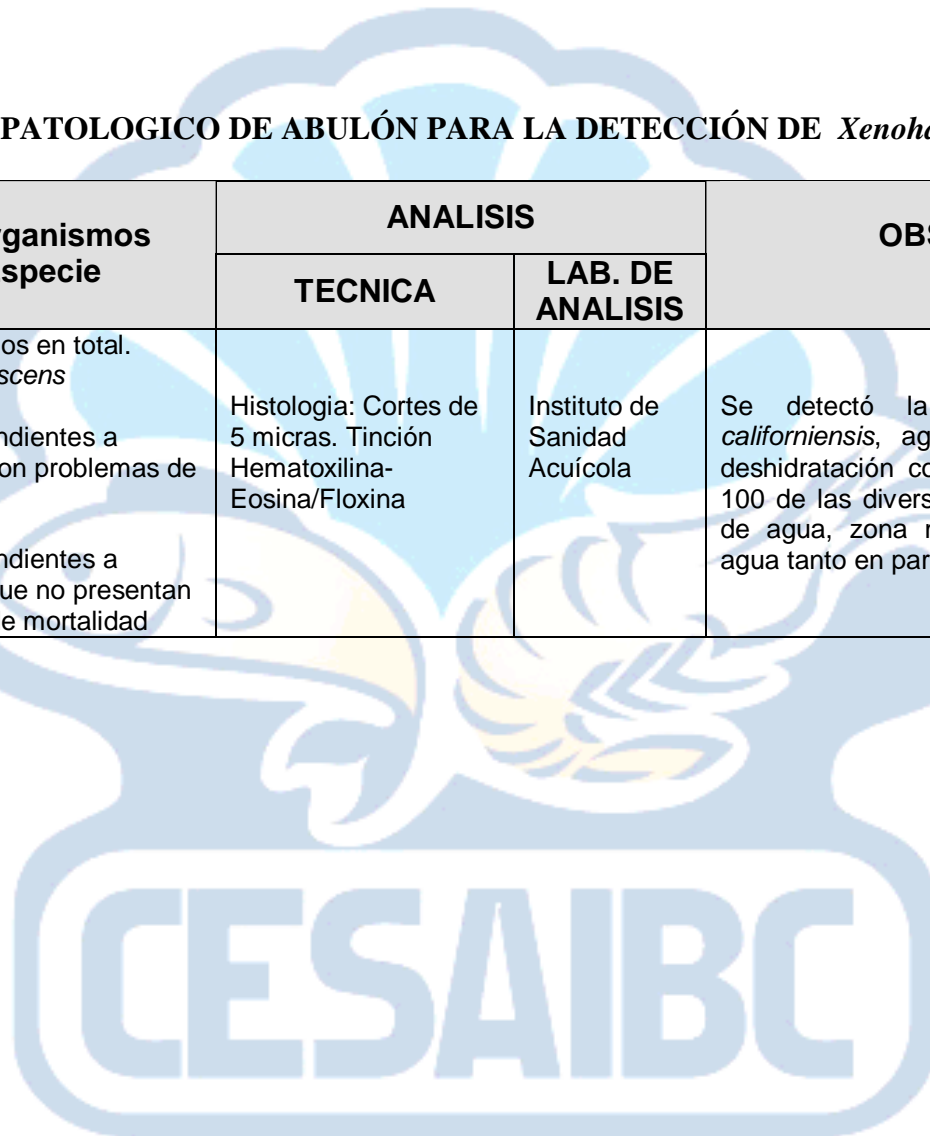 PATOLOGICO DE ABULÓN PARA LA DETECCIÓN DE Xenoha
rganismos
specie
ANALISIS
OBS
TECNICA
LAB. DE
ANALISIS
os en total.
scens
ndientes a
on problemas de
ndientes a
ue no presentan
e mortalidad
Histologia: Cortes de
5 micras. Tinción
Hematoxilina-
Eosina/Floxina
Instituto de
Sanidad
Acuícola
Se detectó la
californiensis, ag
deshidratación co
100 de las divers
de agua, zona r
agua tanto en par
CESAIBC